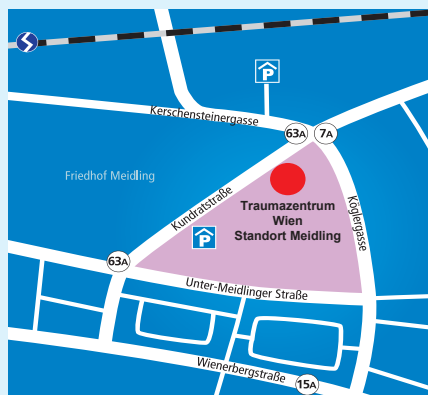 P
Kerschensteinergasse
63A
7A
Friedhof Meidling
Kundratstraße
Traumazentrum
Wien
Standort Meidling
Köglergasse
P
63A
Unter-Meidlinger Straße
Wienerbergstraße
15A